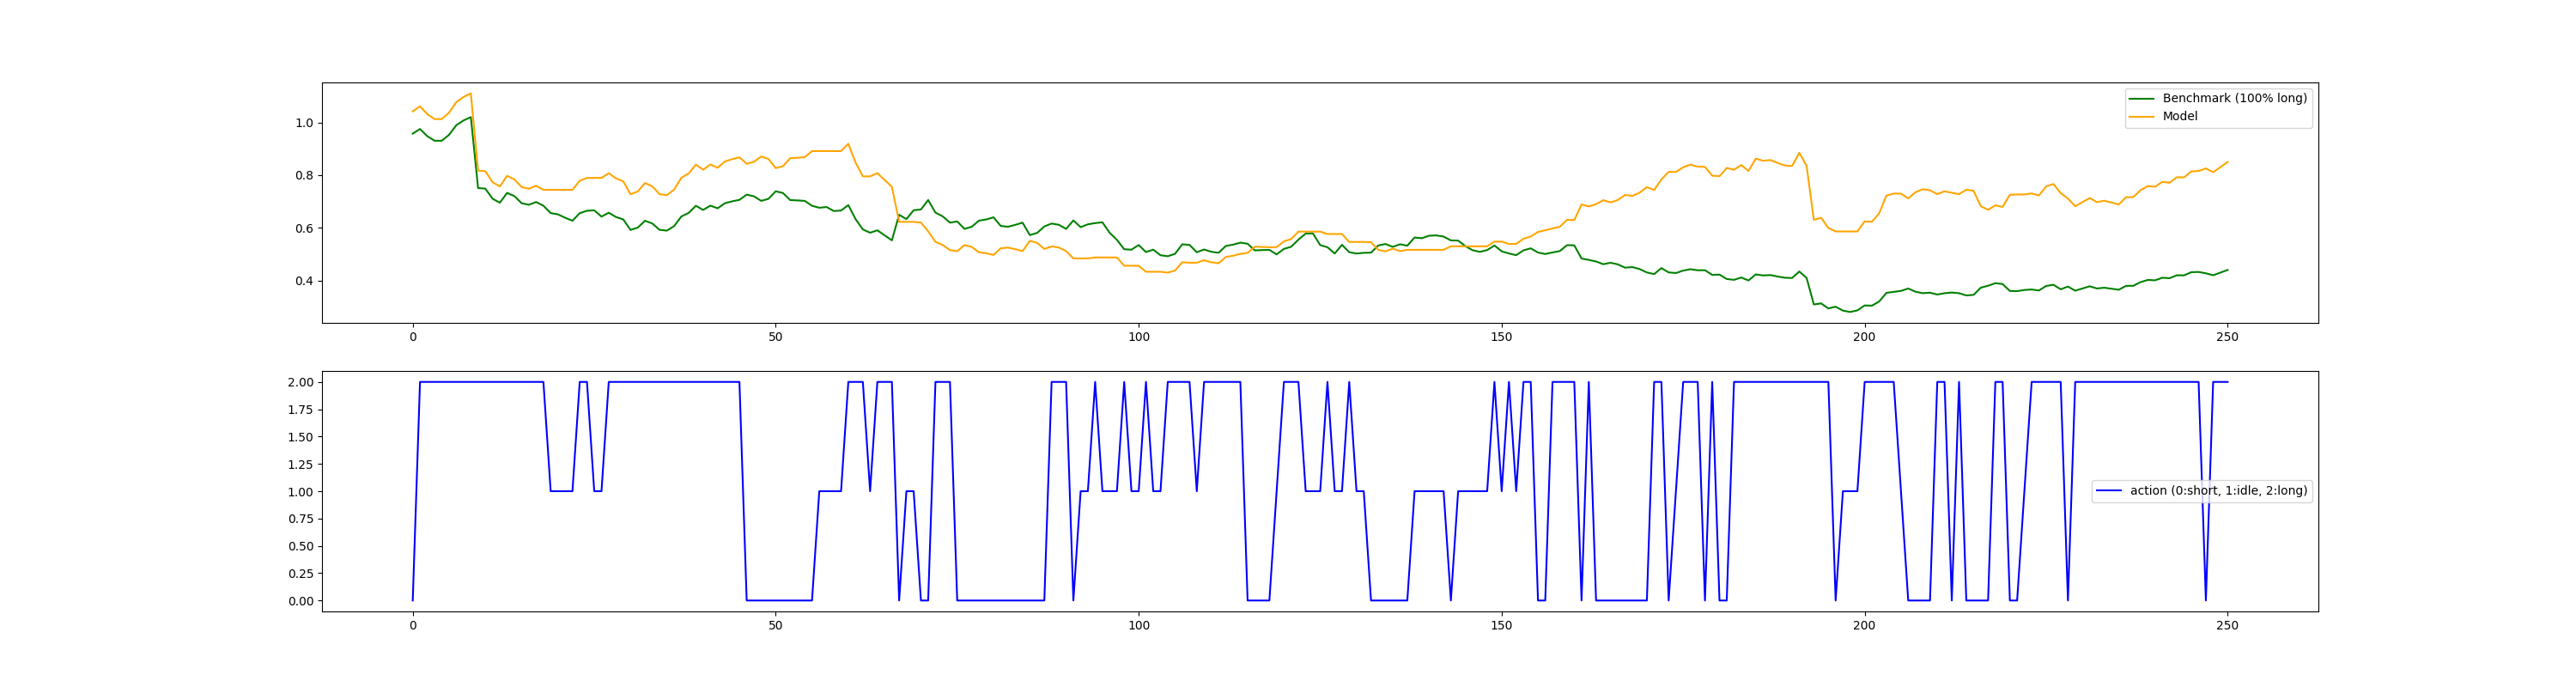 Benchmark (100% long)
Model
1.0
0.8
0.6
0.4
0 50 100 150 200 250
2.00
1.75
1.50
1.25
1.00
0.75
0.50
0.25
0.00
action (0:short, 1:idle, 2:long)
0 50 100 150 200 250